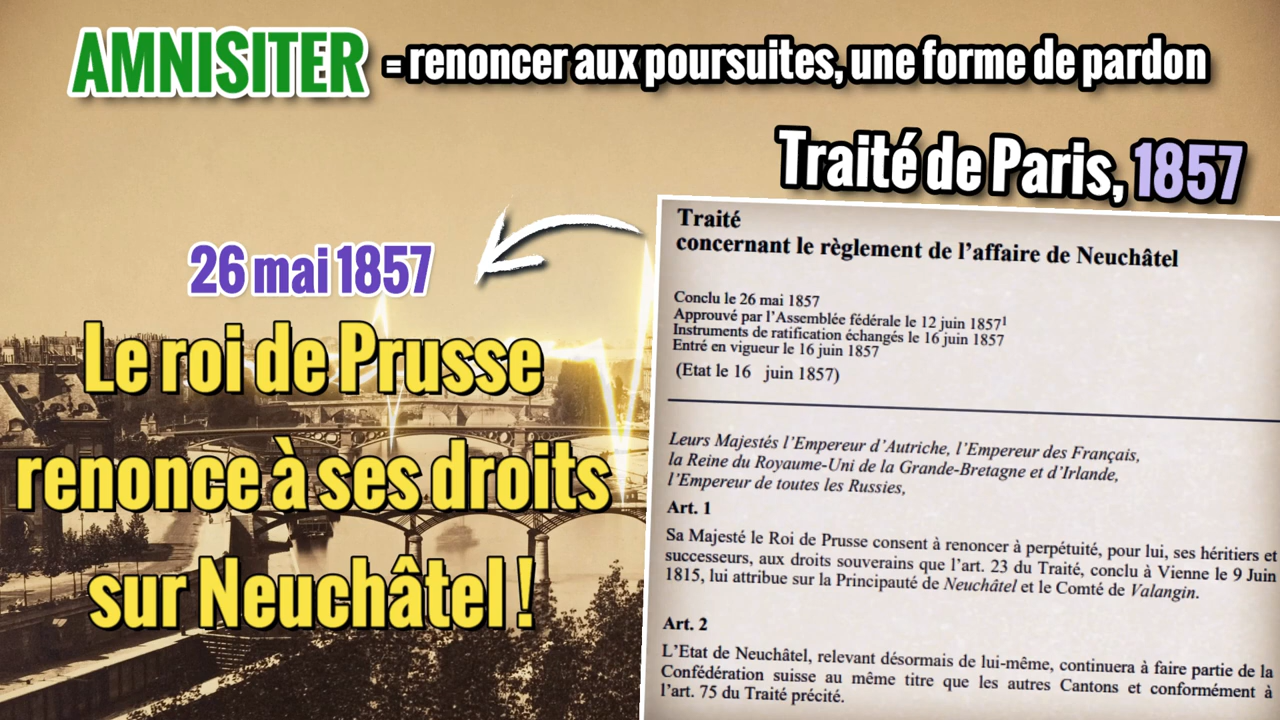 AMNISITER = renoncer aux poursuites, une forme de pardon
Traité de Paris, 1857
26 mai 1857
Le roi de Prusse
renonce à ses droits
sur Neuchâtel !
Traité
concernant le règlement de l’affaire de Neuchâtel
Conclu le 26 mai 1857
Approuvé par l’Assemblée fédérale le 12 juin 1857¹
Instruments de ratification échangés le 16 juin 1857
Entré en vigueur le 16 juin 1857
(Etat le 16 juin 1857)
Leurs Majestés l’Empereur d’Autriche, l’Empereur des Français,
la Reine du Royaume-Uni de la Grande-Bretagne et d’Irlande,
l’Empereur de toutes les Russies,
Art. 1
Sa Majesté le Roi de Prusse consent à renoncer à perpétuité, pour lui, ses héritiers et
successeurs, aux droits souverains que l’art. 23 du Traité, conclu à Vienne le 9 Juin
1815, lui attribue sur la Principauté de Neuchâtel et le Comté de Valangin.
Art. 2
L’Etat de Neuchâtel, relevant désormais de lui-même, continuera à faire partie de la
Confédération suisse au même titre que les autres Cantons et conformément à
l’art. 75 du Traité précité.